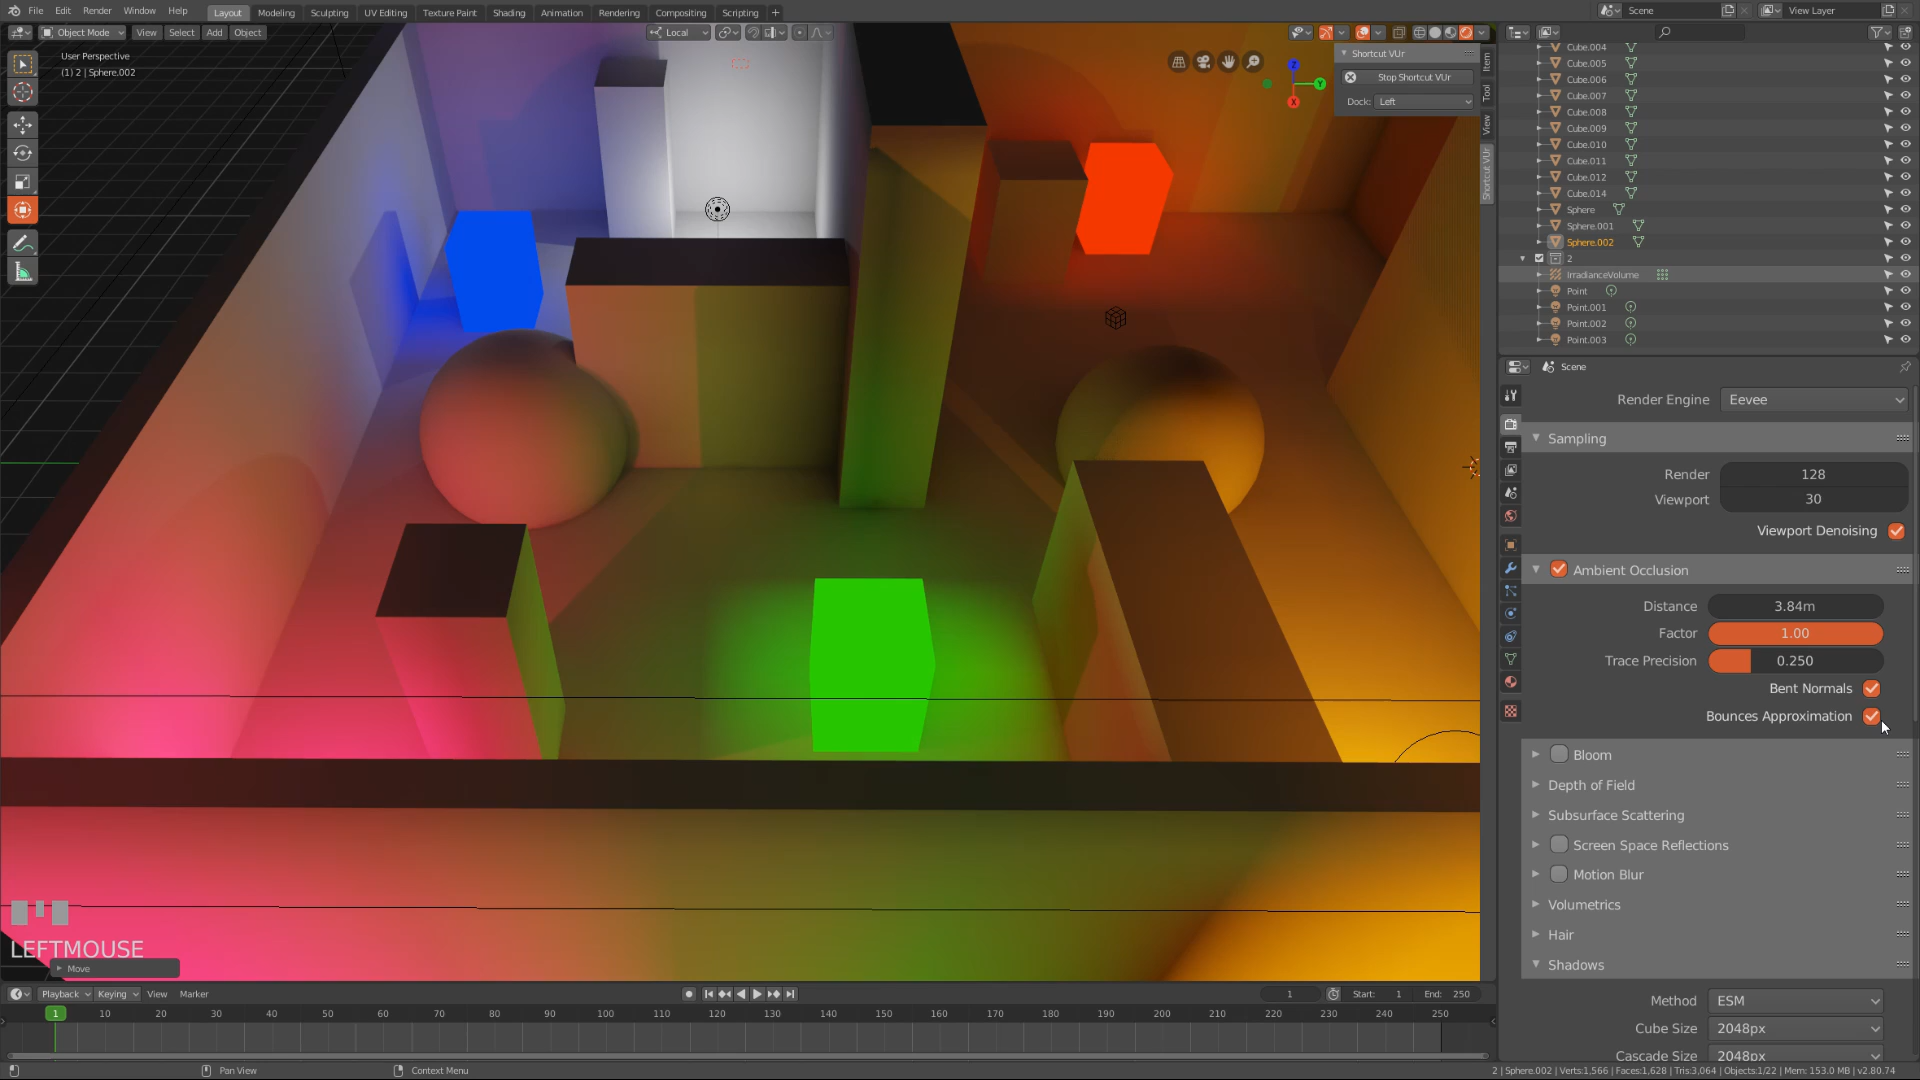 File Edit Render Window Help Layout Modeling Sculpting UV Editing Texture Paint Shading Animation Rendering Compositing Scripting + Scene View Layer
Object Mode View Select Add Object Local
User Perspective
(1) 2 | Sphere.002
Z
Y
X
Shortcut VUr
Stop Shortcut VUr
Dock: Left
Item
Tool
View
Shortcut VUr
Cube.004
Cube.005
Cube.006
Cube.007
Cube.008
Cube.009
Cube.010
Cube.011
Cube.012
Cube.014
Sphere
Sphere.001
Sphere.002
2
IrradianceVolume
Point
Point.001
Point.002
Point.003
Scene
Render Engine Eevee
Sampling
Render 128
Viewport 30
Viewport Denoising
Ambient Occlusion
Distance 3.84m
Factor 1.00
Trace Precision 0.250
Bent Normals
Bounces Approximation
Bloom
Depth of Field
Subsurface Scattering
Screen Space Reflections
Motion Blur
Volumetrics
Hair
Shadows
Method ESM
Cube Size 2048px
Cascade Size 2048px
LEFTMOUSE
Move
Playback Keying View Marker 1 Start: 1 End: 250
1 10 20 30 40 50 60 70 80 90 100 110 120 130 140 150 160 170 180 190 200 210 220 230 240 250
Pan View Context Menu 2 | Sphere.002 | Verts:1,566 | Faces:1,628 | Tris:3,064 | Objects:1/22 | Mem: 153.0 MB | v2.80.74